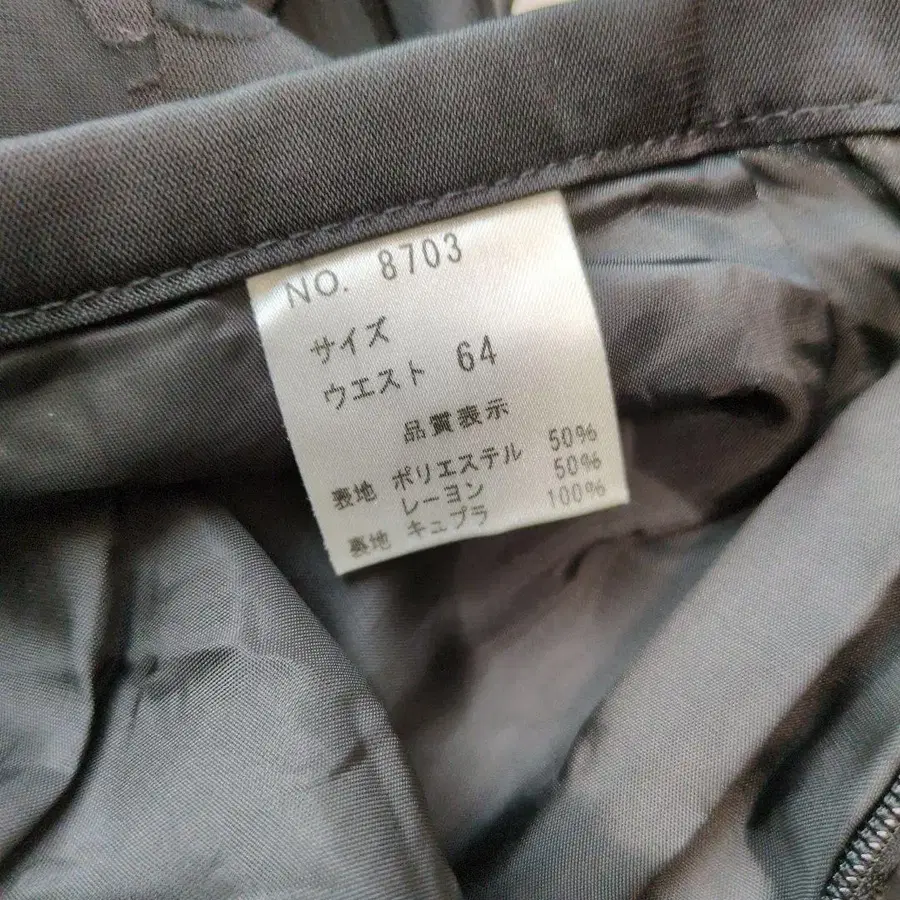 NO. 8703
サイズ
ウエスト 64
品質表示
表地 ポリエステル 50%
レーヨン 50%
裏地 キュプラ 100%